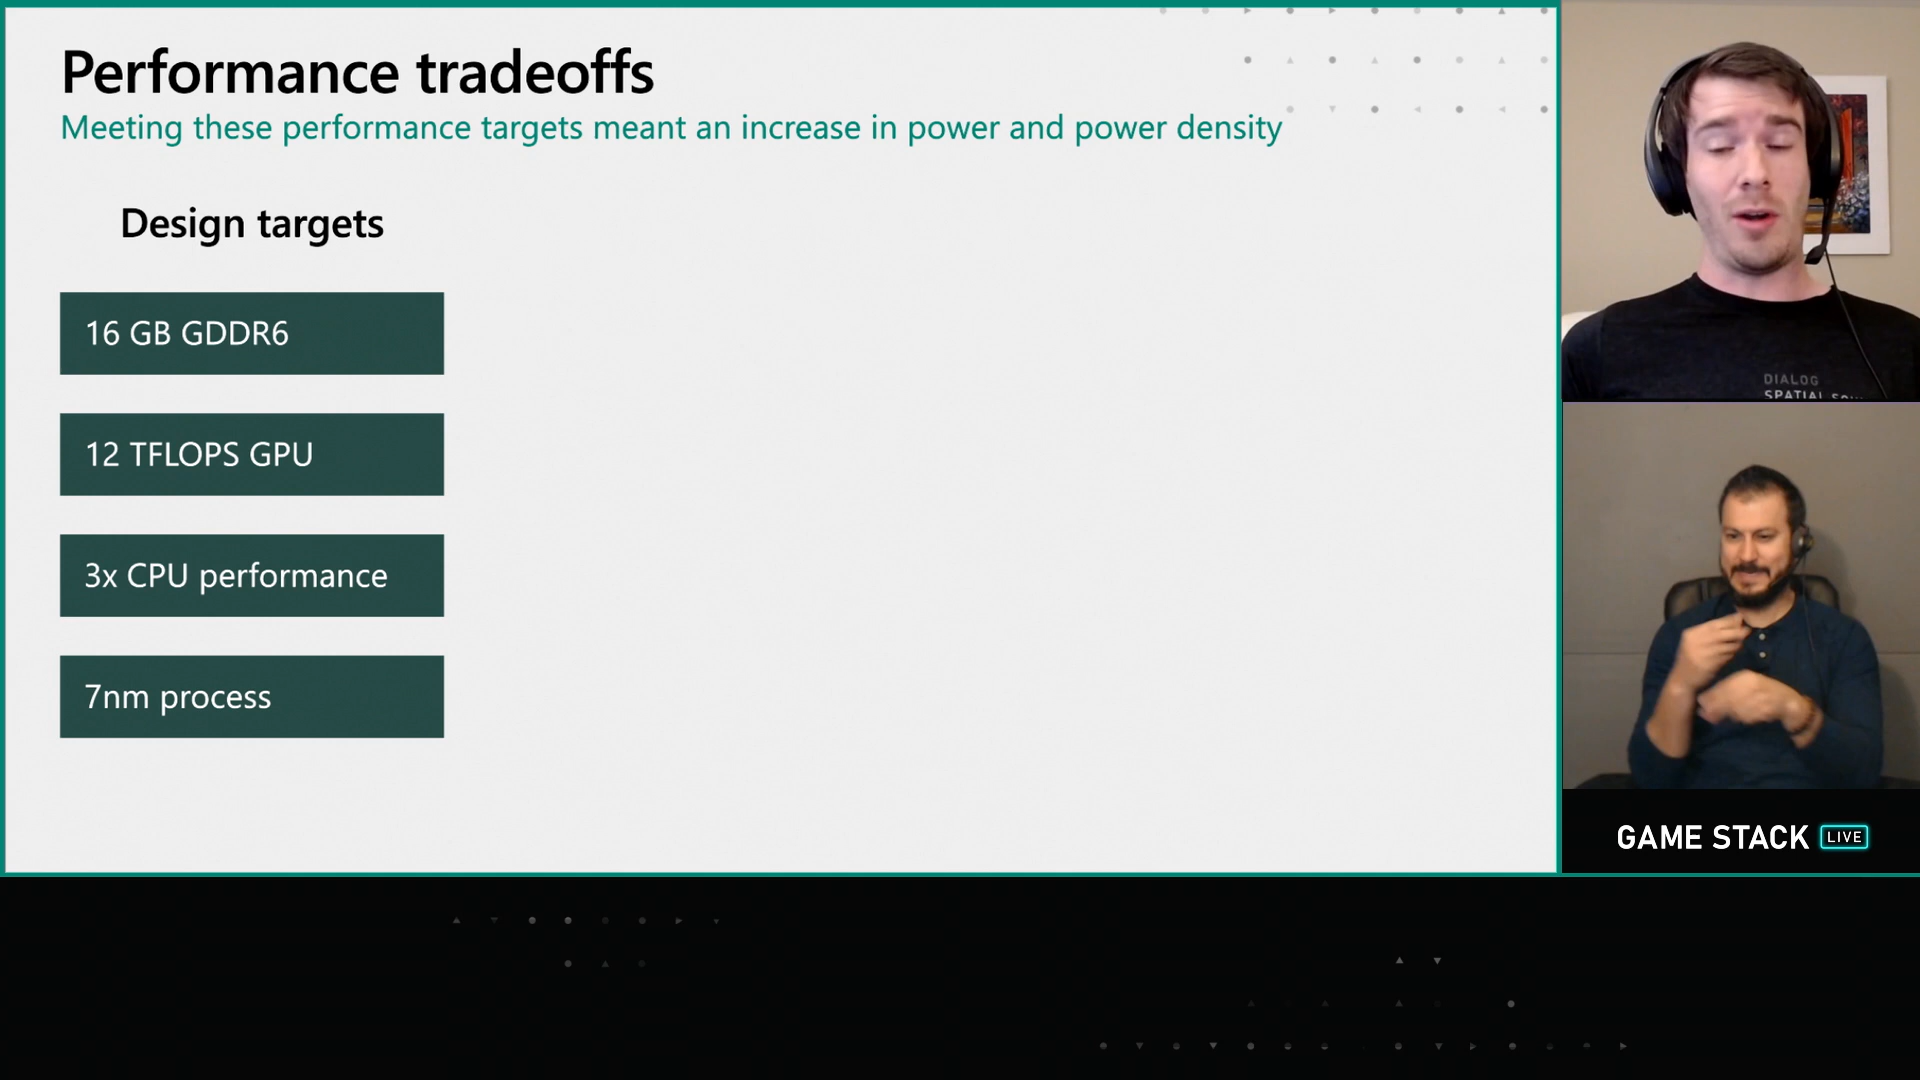 Performance tradeoffs
Meeting these performance targets meant an increase in power and power density
Design targets
16 GB GDDR6
12 TFLOPS GPU
3x CPU performance
7nm process
DIALOG
SPATIAL
GAME STACK LIVE